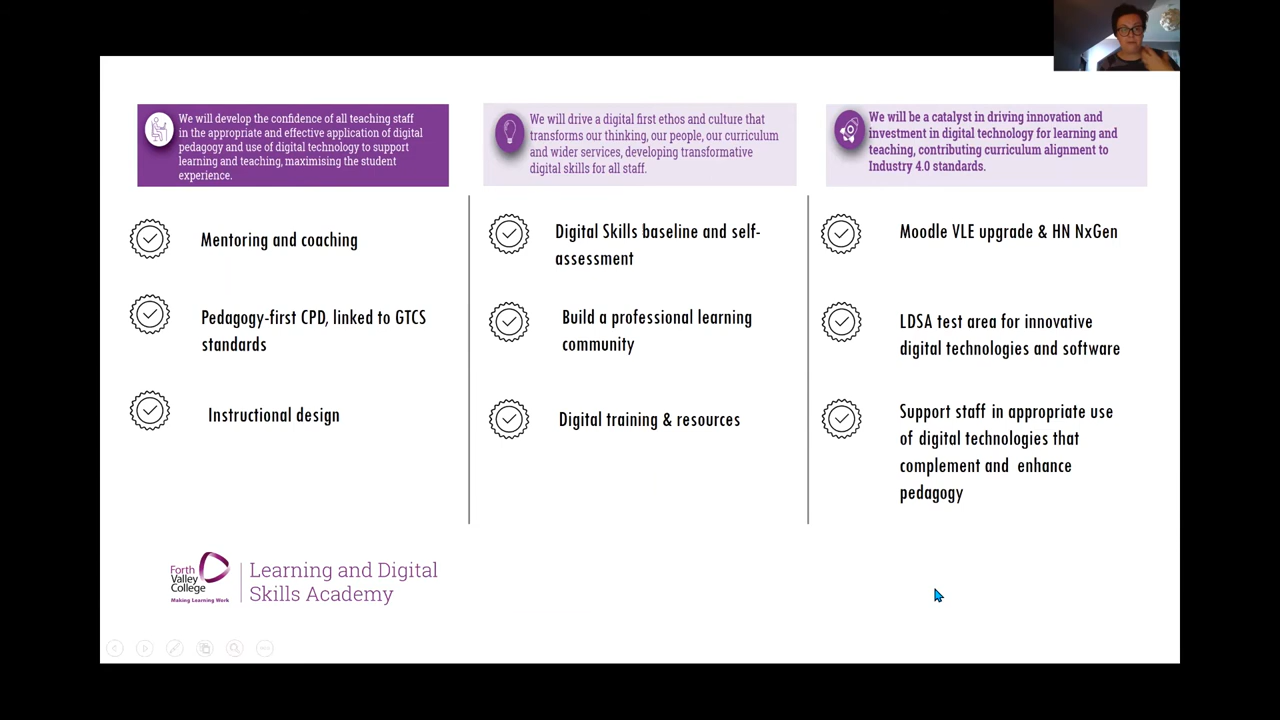 We will develop the confidence of all teaching staff
in the appropriate and effective application of digital
pedagogy and use of digital technology to support
learning and teaching, maximising the student
experience.
Mentoring and coaching
Pedagogy-first CPD, linked to GTCS
standards
Instructional design
We will drive a digital first ethos and culture that
transforms our thinking, our people, our curriculum
and wider services, developing transformative
digital skills for all staff.
Digital Skills baseline and self-
assessment
Build a professional learning
community
Digital training & resources
We will be a catalyst in driving innovation and
investment in digital technology for learning and
teaching, contributing curriculum alignment to
Industry 4.0 standards.
Moodle VLE upgrade & HN NxGen
LDSA test area for innovative
digital technologies and software
Support staff in appropriate use
of digital technologies that
complement and enhance
pedagogy
Forth
Valley
College
Making Learning Work
Learning and Digital
Skills Academy